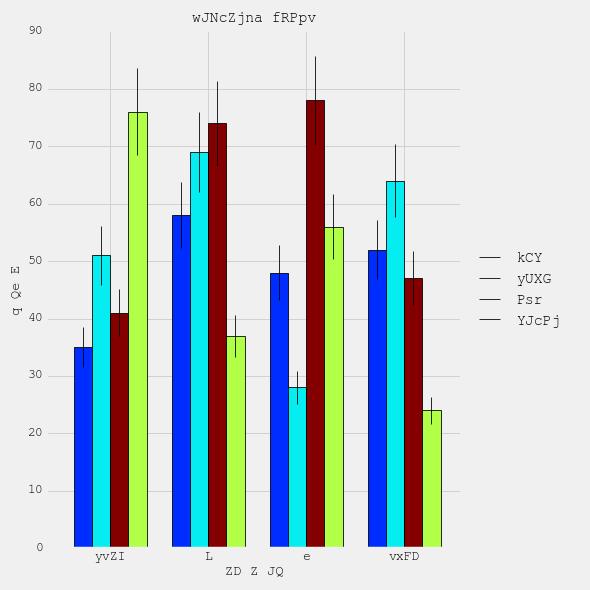 wJNcZjna fRPpv
90
80
70
60
50
40
30
20
10
0
q Qe E
yvZI L e vxFD
ZD Z JQ
kCY
yUXG
Psr
YJcPj